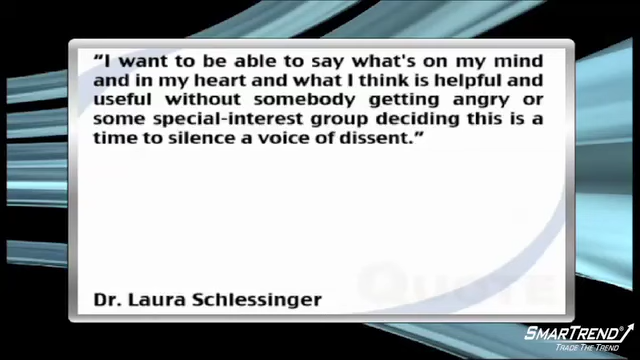 “I want to be able to say what's on my mind
and in my heart and what I think is helpful and
useful without somebody getting angry or
some special-interest group deciding this is a
time to silence a voice of dissent.”
QUOTE
Dr. Laura Schlessinger
SMARTREND®
TRADE THE TREND